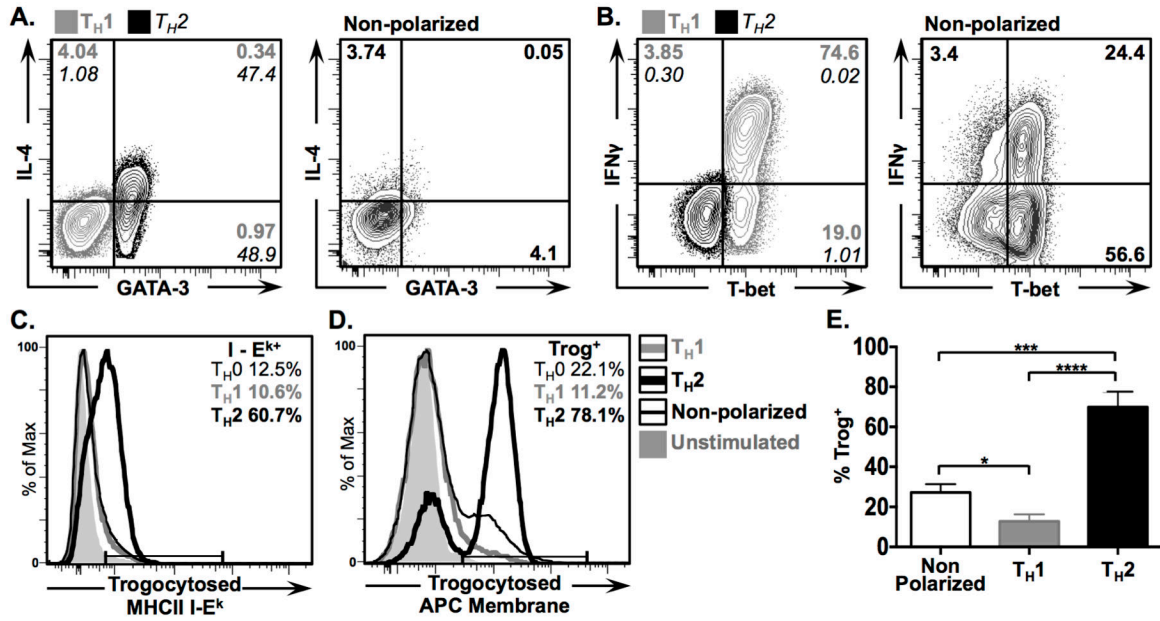 A. TH1 TH2 Non-polarized
4.04 0.34
1.08 47.4
0.97
48.9
IL-4
GATA-3
3.74 0.05
4.1
IL-4
GATA-3
B. TH1 TH2 Non-polarized
3.85 74.6
0.30 0.02
19.0
1.01
IFNγ
T-bet
3.4 24.4
56.6
IFNγ
T-bet
C.
100
0
% of Max
I - Ek+
TH0 12.5%
TH1 10.6%
TH2 60.7%
Trogocytosed
MHCII I-Ek
D.
100
0
% of Max
Trog+
TH0 22.1%
TH1 11.2%
TH2 78.1%
Trogocytosed
APC Membrane
TH1
TH2
Non-polarized
Unstimulated
E.
% Trog+
100
80
60
40
20
0
***
****
*
Non
Polarized
TH1
TH2